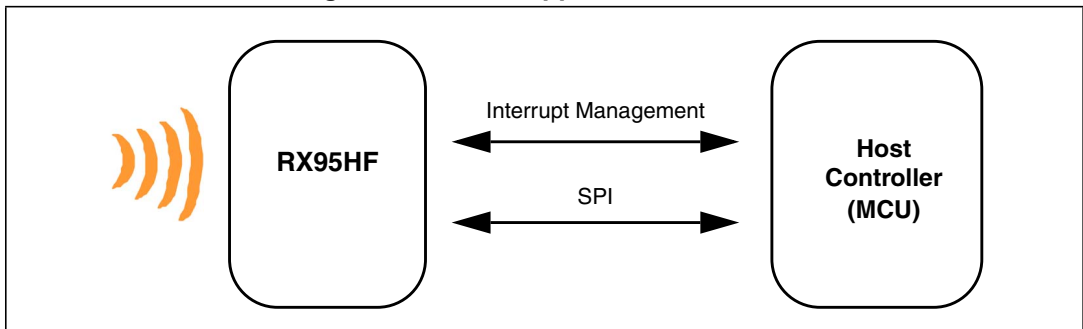 Interrupt Management
RX95HF
SPI
Host
Controller
(MCU)